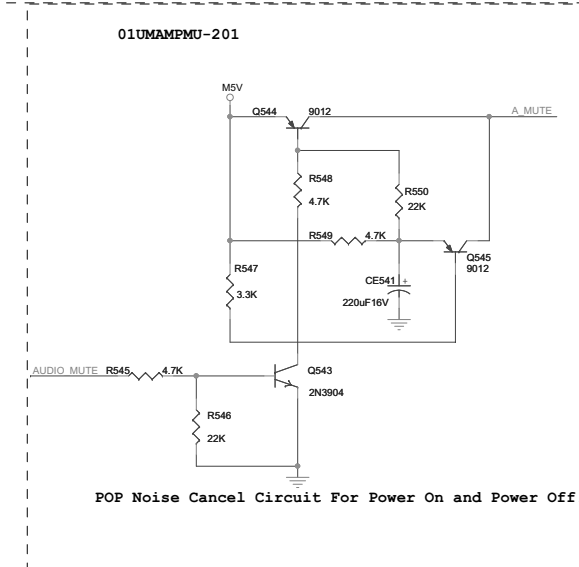 01UMAMPMU-201
M5V
Q544
9012
A_MUTE
R548
4.7K
R550
22K
R549
4.7K
Q545
9012
R547
3.3K
CE541
+
220uF16V
AUDIO_MUTE
R545
4.7K
Q543
2N3904
R546
22K
POP Noise Cancel Circuit For Power On and Power Off